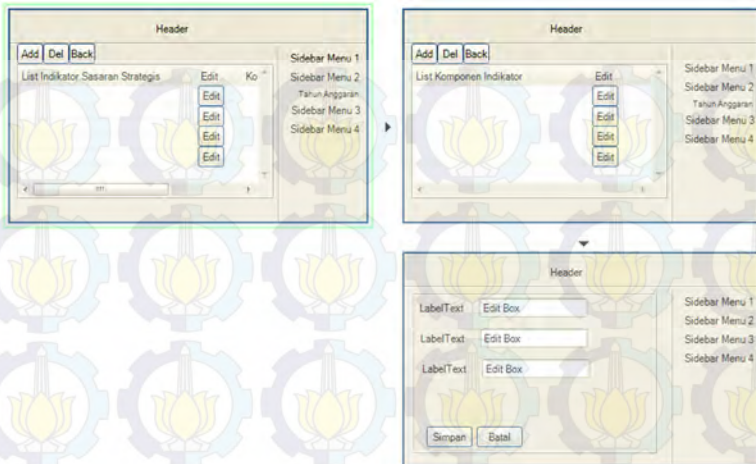 Header
Add Del Back
List Indikator Sasaran Strategis Edit Ko
Edit
Edit
Edit
Edit
Sidebar Menu 1
Sidebar Menu 2
Tahun Anggaran
Sidebar Menu 3
Sidebar Menu 4
Header
Add Del Back
List Komponen Indikator Edit
Edit
Edit
Edit
Edit
Sidebar Menu 1
Sidebar Menu 2
Tahun Anggaran
Sidebar Menu 3
Sidebar Menu 4
Header
LabelText Edit Box
LabelText Edit Box
LabelText Edit Box
Simpan Batal
Sidebar Menu 1
Sidebar Menu 2
Sidebar Menu 3
Sidebar Menu 4